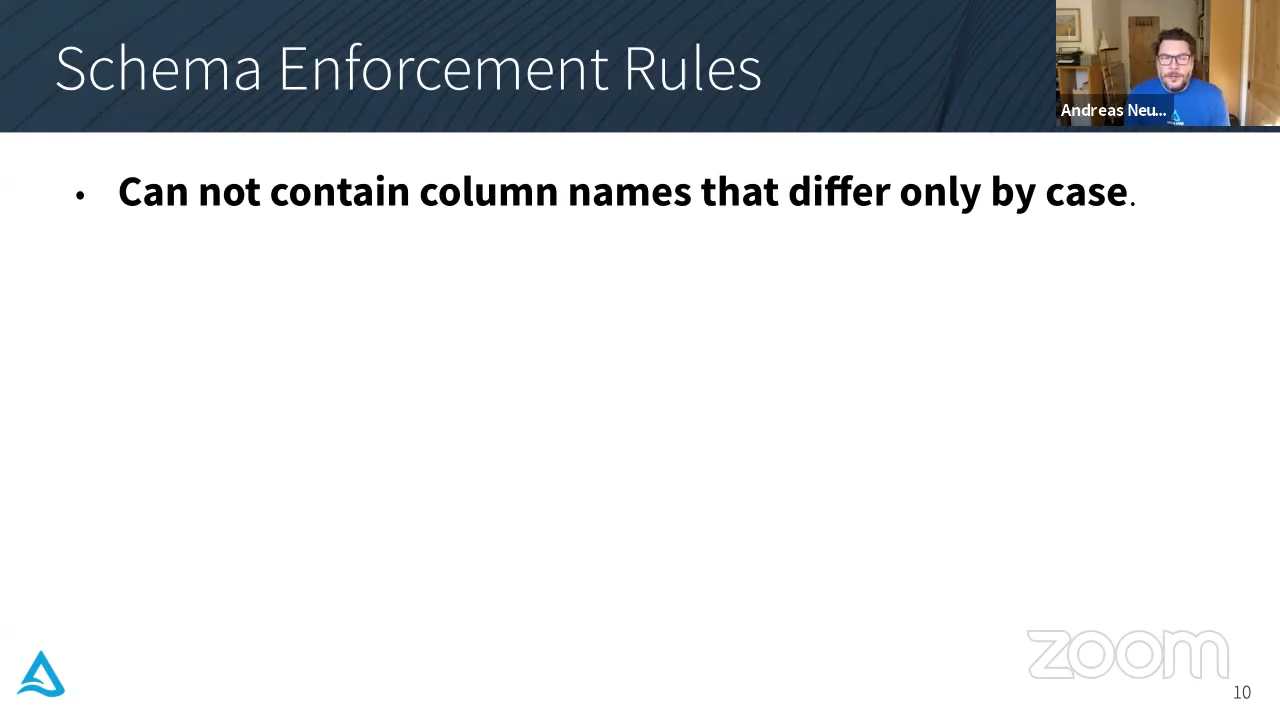 Schema Enforcement Rules
Andreas Neu...
• Can not contain column names that differ only by case.
zoom
10